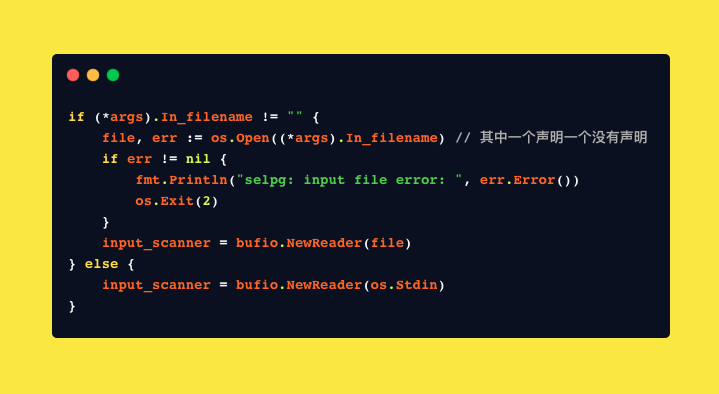 if (*args).In_filename != "" {
    file, err := os.Open((*args).In_filename) // 其中一个声明一个没有声明
    if err != nil {
        fmt.Println("selpg: input file error: ", err.Error())
        os.Exit(2)
    }
    input_scanner = bufio.NewReader(file)
} else {
    input_scanner = bufio.NewReader(os.Stdin)
}